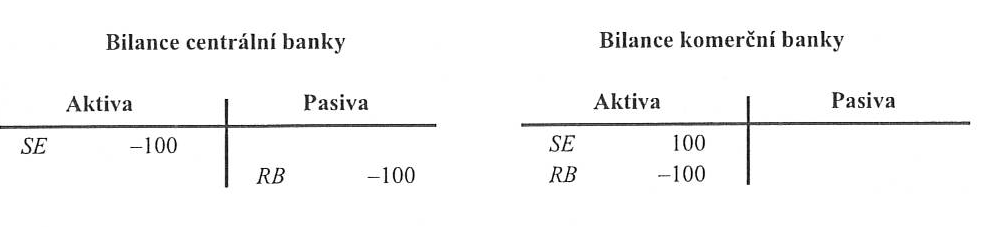 Bilance centrální banky
Aktiva Pasiva
SE –100
RB –100
Bilance komerční banky
Aktiva Pasiva
SE 100
RB –100